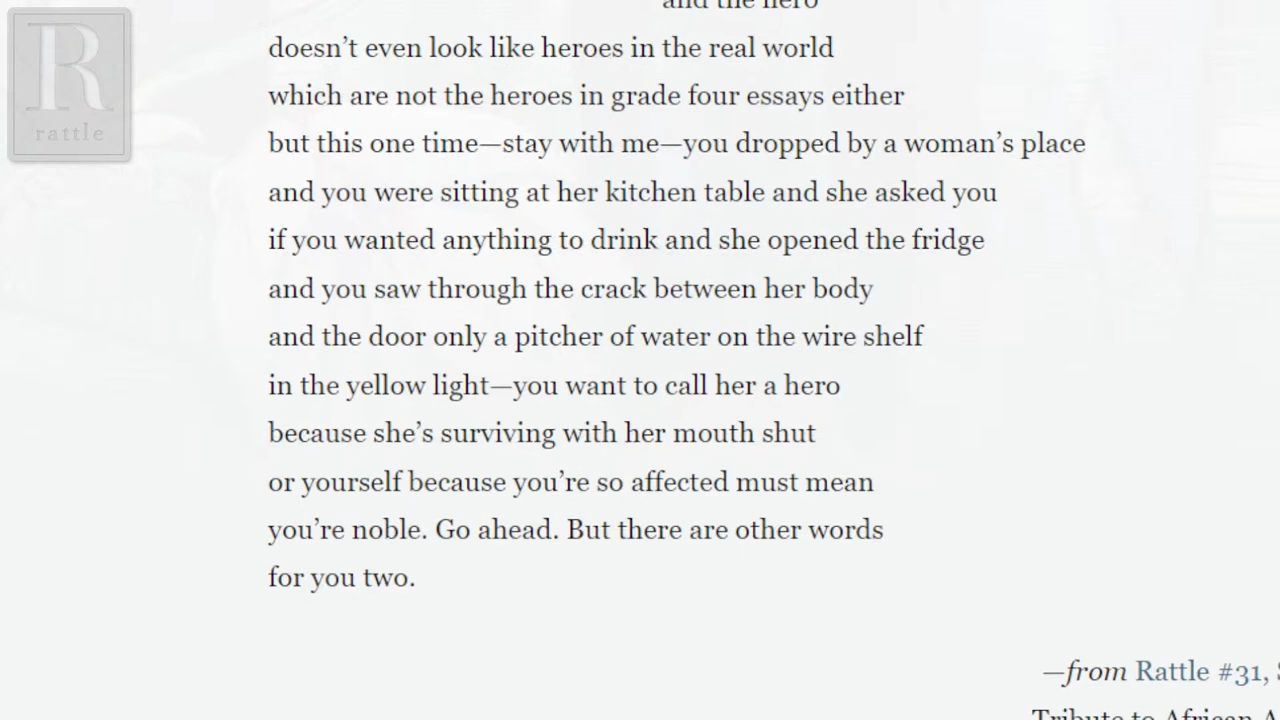 and the hero
R
rattle
doesn’t even look like heroes in the real world
which are not the heroes in grade four essays either
but this one time—stay with me—you dropped by a woman’s place
and you were sitting at her kitchen table and she asked you
if you wanted anything to drink and she opened the fridge
and you saw through the crack between her body
and the door only a pitcher of water on the wire shelf
in the yellow light—you want to call her a hero
because she’s surviving with her mouth shut
or yourself because you’re so affected must mean
you’re noble. Go ahead. But there are other words
for you two.
—from Rattle #31,
Tribute to African